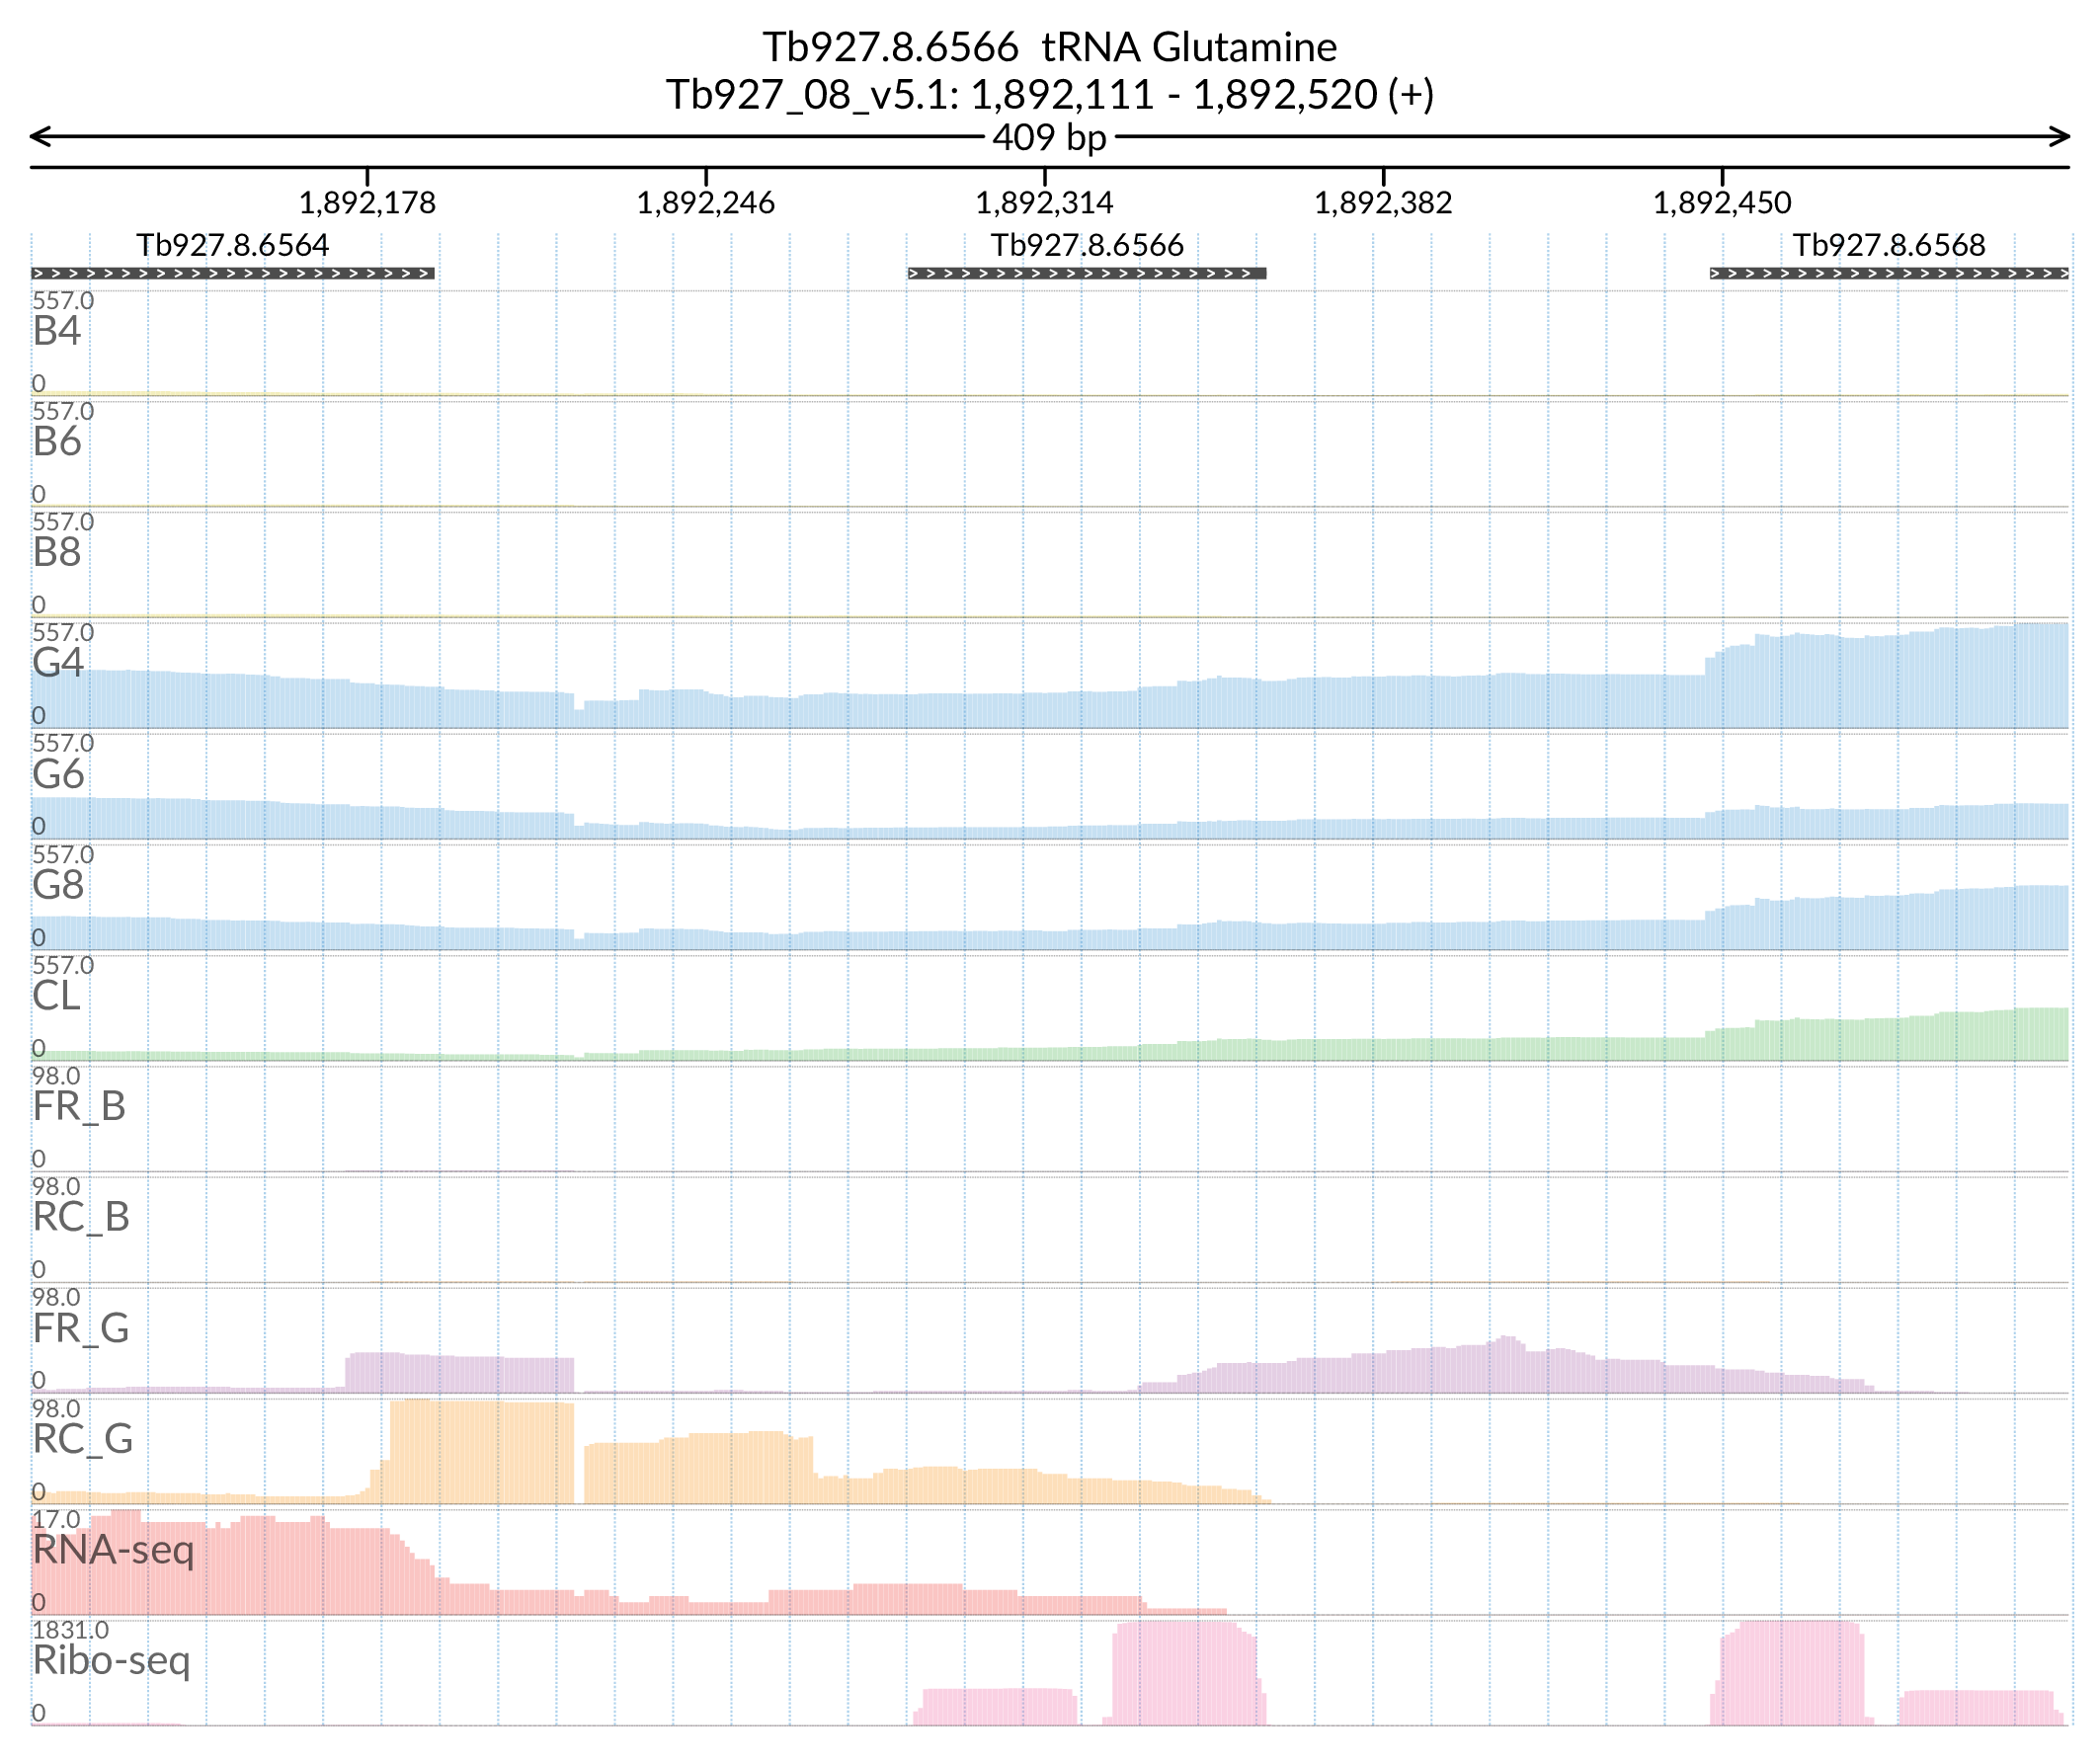 Tb927.8.6566 tRNA Glutamine
Tb927_08_v5.1: 1,892,111 - 1,892,520 (+)
409 bp
1,892,178 1,892,246 1,892,314 1,892,382 1,892,450
Tb927.8.6564 Tb927.8.6566 Tb927.8.6568
557.0
B4
0
557.0
B6
0
557.0
B8
0
557.0
G4
0
557.0
G6
0
557.0
G8
0
557.0
CL
0
98.0
FR_B
0
98.0
RC_B
0
98.0
FR_G
0
98.0
RC_G
0
17.0
RNA-seq
0
1831.0
Ribo-seq
0